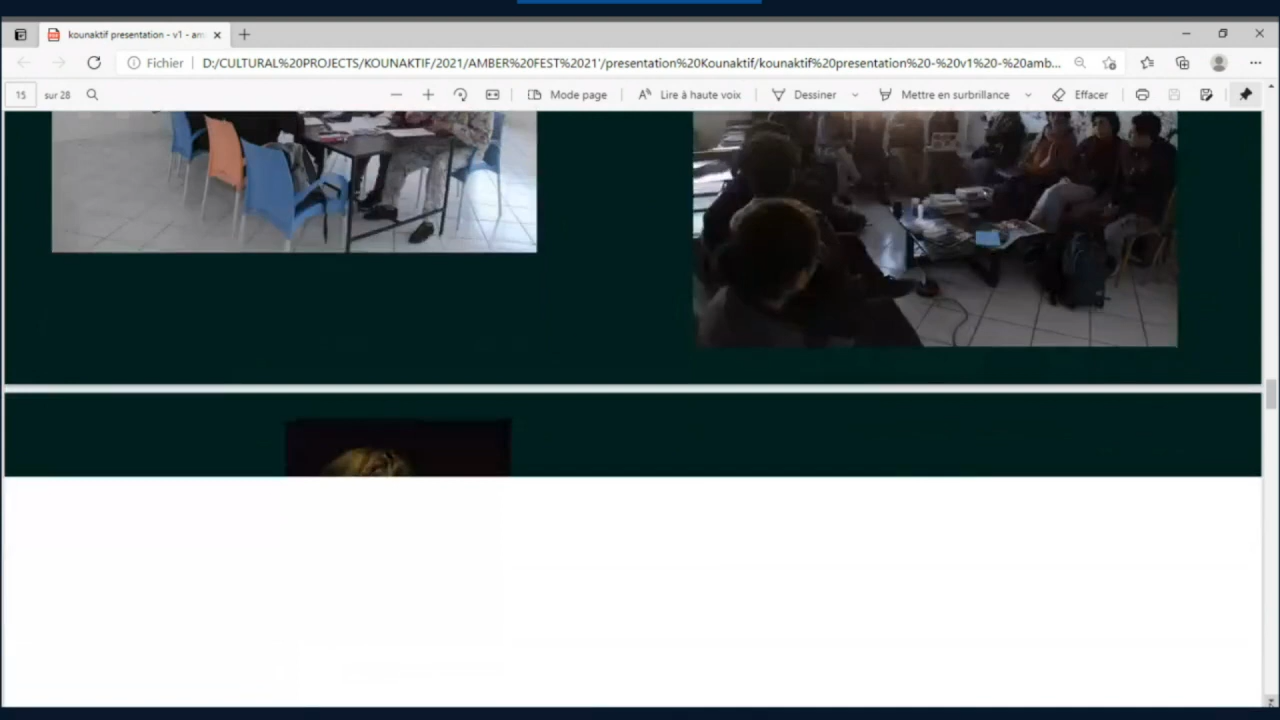 kounaktif presentation - v1 - am
Fichier D:/CULTURAL%20PROJECTS/KOUNAKTIF/2021/AMBER%20FEST%2021'/presentation%20Kounaktif/kounaktif%20presentation%20-%20v1%20-%20amb...
15 sur 28 Mode page Lire à haute voix Dessiner Mettre en surbrillance Effacer